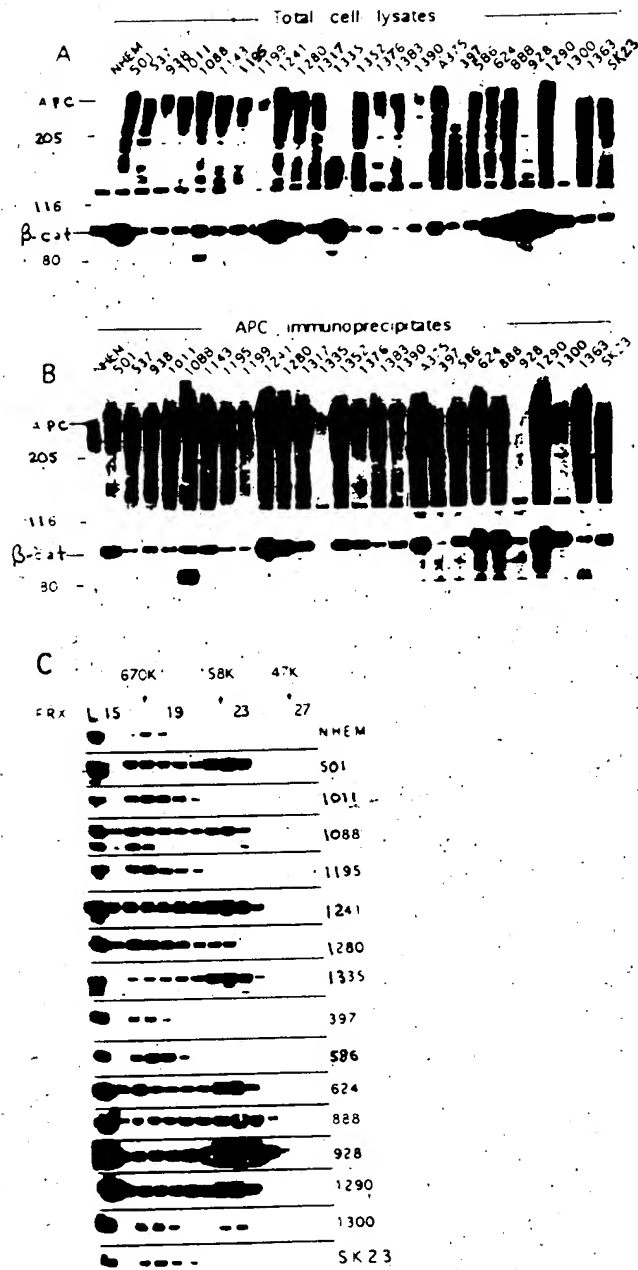 Total cell lysates
A
NHEM 501 537 938 1011 1088 1143 1195 1199 1241 1280 1317 1335 1352 1376 1383 1390 A375 397 586 624 888 928 1290 1300 1363 SK23
APC
205
116
β-cat
80
APC immunoprecipitates
B
NHEM 501 537 938 1011 1088 1143 1195 1199 1241 1280 1317 1335 1352 1376 1383 1390 A375 397 586 624 888 928 1290 1300 1363 SK23
APC
205
116
β-cat
80
C
670K 158K 47K
FRX L 15 19 23 27
NHEM
501
1011
1088
1195
1241
1280
1335
397
586
624
888
928
1290
1300
SK23